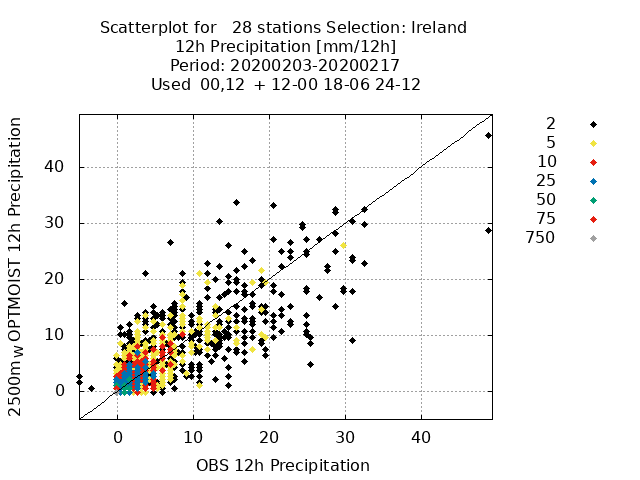 Scatterplot for   28 stations Selection: Ireland
12h Precipitation [mm/12h]
Period: 20200203-20200217
Used  00,12  + 12-00 18-06 24-12
2500m_W OPTMOIST 12h Precipitation
40
30
20
10
0
0 10 20 30 40
OBS 12h Precipitation
2
5
10
25
50
75
750